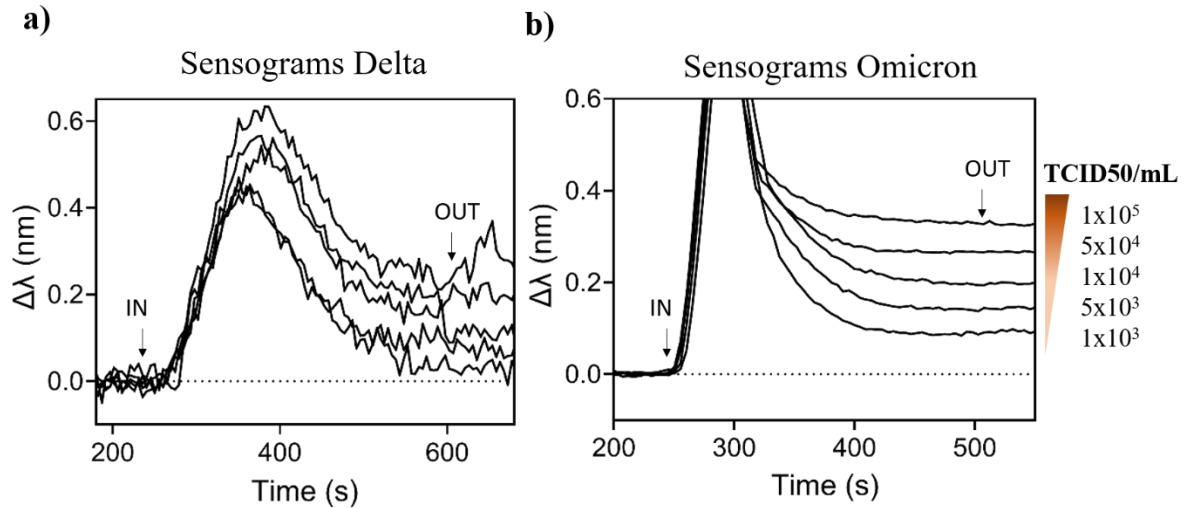 a)
Sensograms Delta
Δλ (nm)
0.6
0.4
0.2
0.0
IN
OUT
200
400
600
Time (s)
b)
Sensograms Omicron
Δλ (nm)
0.6
0.4
0.2
0.0
IN
OUT
200
300
400
500
Time (s)
TCID50/mL
1x10⁵
5x10⁴
1x10⁴
5x10³
1x10³